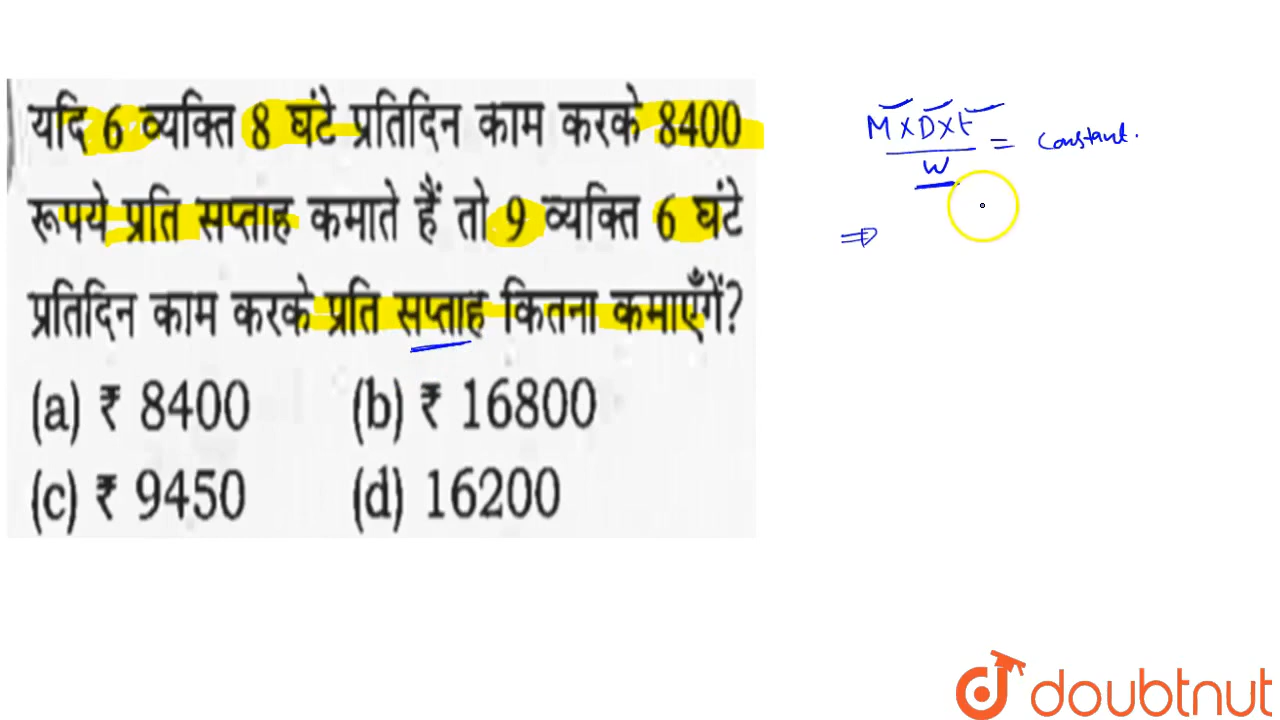 यदि 6 व्यक्ति 8 घंटे प्रतिदिन काम करके 8400
रूपये प्रति सप्ताह कमाते हैं तो 9 व्यक्ति 6 घंटे
प्रतिदिन काम करके प्रति सप्ताह कितना कमाएँगें?
(a) ₹ 8400 (b) ₹ 16800
(c) ₹ 9450 (d) 16200
M × D × t
W
= Constant.
⇒
doubtnut